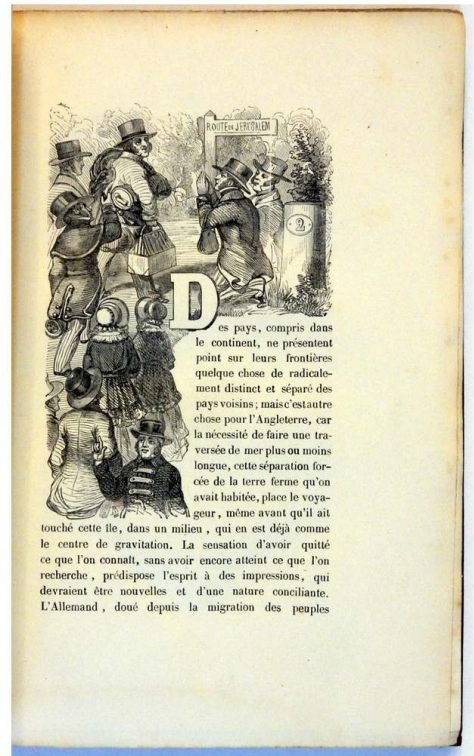 ROUTE DE JERUSALEM
2
Des pays, compris dans
le continent, ne présentent
point sur leurs frontières
quelque chose de radicale-
ment distinct et séparé des
pays voisins ; mais c'est autre
chose pour l'Angleterre, car
la nécessité de faire une tra-
versée de mer plus ou moins
longue, cette séparation for-
cée de la terre ferme qu'on
avait habitée, place le voya-
geur, même avant qu'il ait
touché cette île, dans un milieu, qui en est déjà comme
le centre de gravitation. La sensation d'avoir quitté
ce que l'on connaît, sans avoir encore atteint ce que l'on
recherche, prédispose l'esprit à des impressions, qui
devraient être nouvelles et d'une nature conciliante.
L'Allemand, doué depuis la migration des peuples